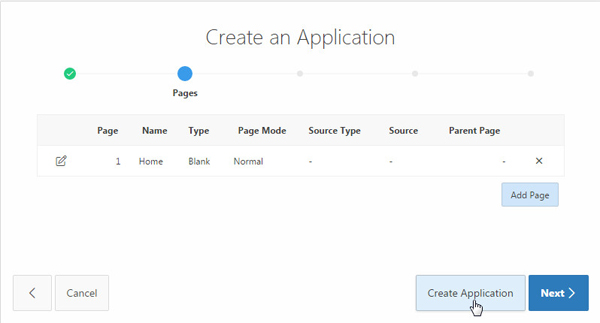 Create an Application
Pages
Page Name Type Page Mode Source Type Source Parent Page
1 Home Blank Normal - - -
Add Page
Cancel Create Application Next